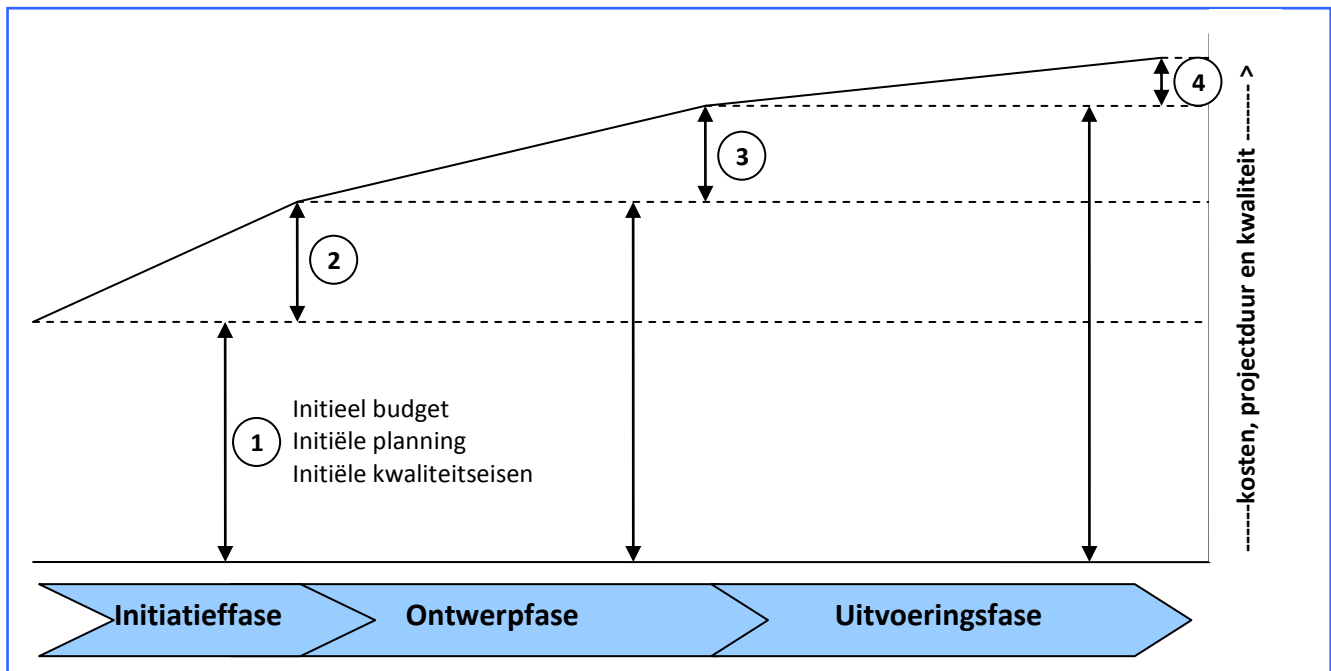 4
3
2
1
Initieel budget
Initiële planning
Initiële kwaliteitseisen
------kosten, projectduur en kwaliteit ------- >
Initiatieffase
Ontwerpfase
Uitvoeringsfase